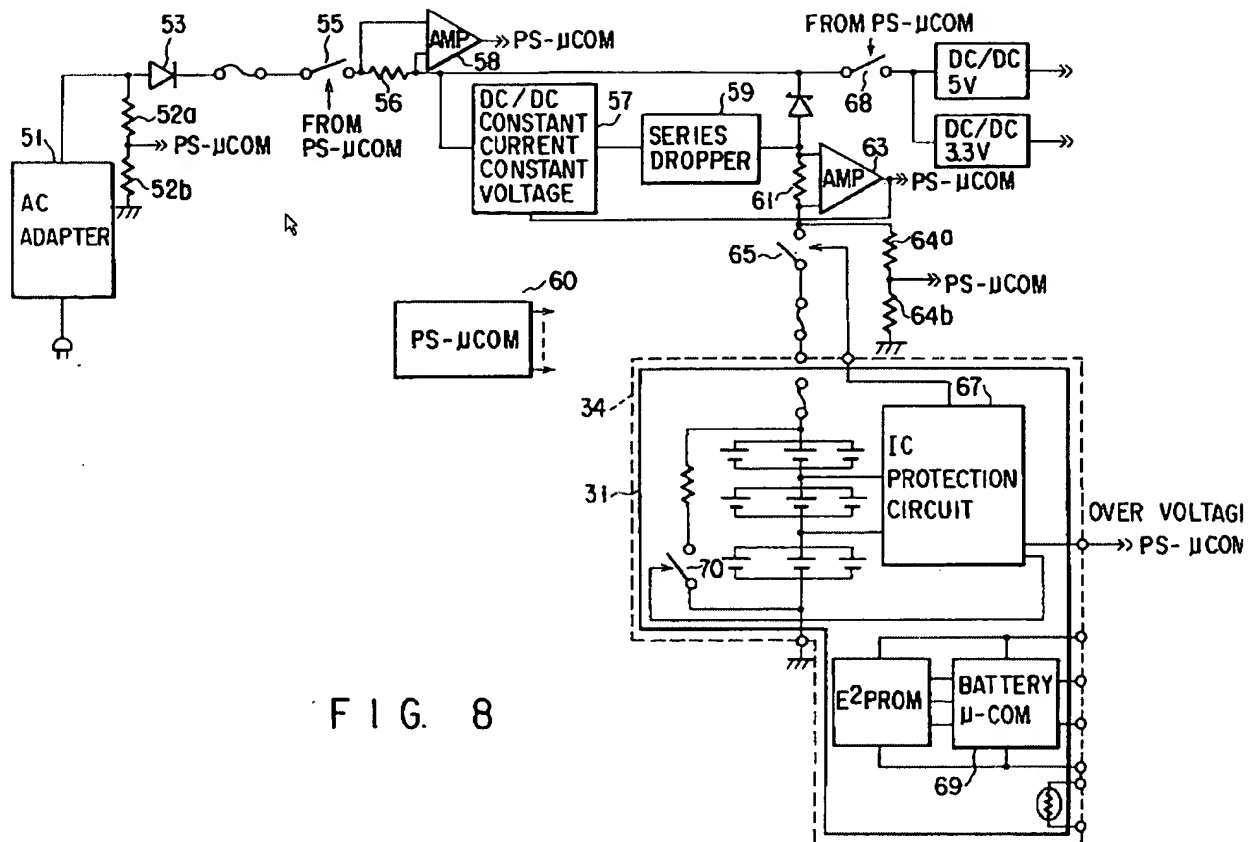 53
55
AMP
58
PS-μCOM
FROM PS-μCOM
68
DC/DC
5V
52a
PS-μCOM
52b
56
FROM
PS-μCOM
DC/DC
CONSTANT
CURRENT
CONSTANT
VOLTAGE
57
59
SERIES
DROPPER
DC/DC
3.3V
51
AC
ADAPTER
61
AMP
63
PS-μCOM
65
64a
PS-μCOM
64b
60
PS-μCOM
34
31
67
IC
PROTECTION
CIRCUIT
70
OVER VOLTAGI
PS-μCOM
E2PROM
BATTERY
μ-COM
69
FIG. 8